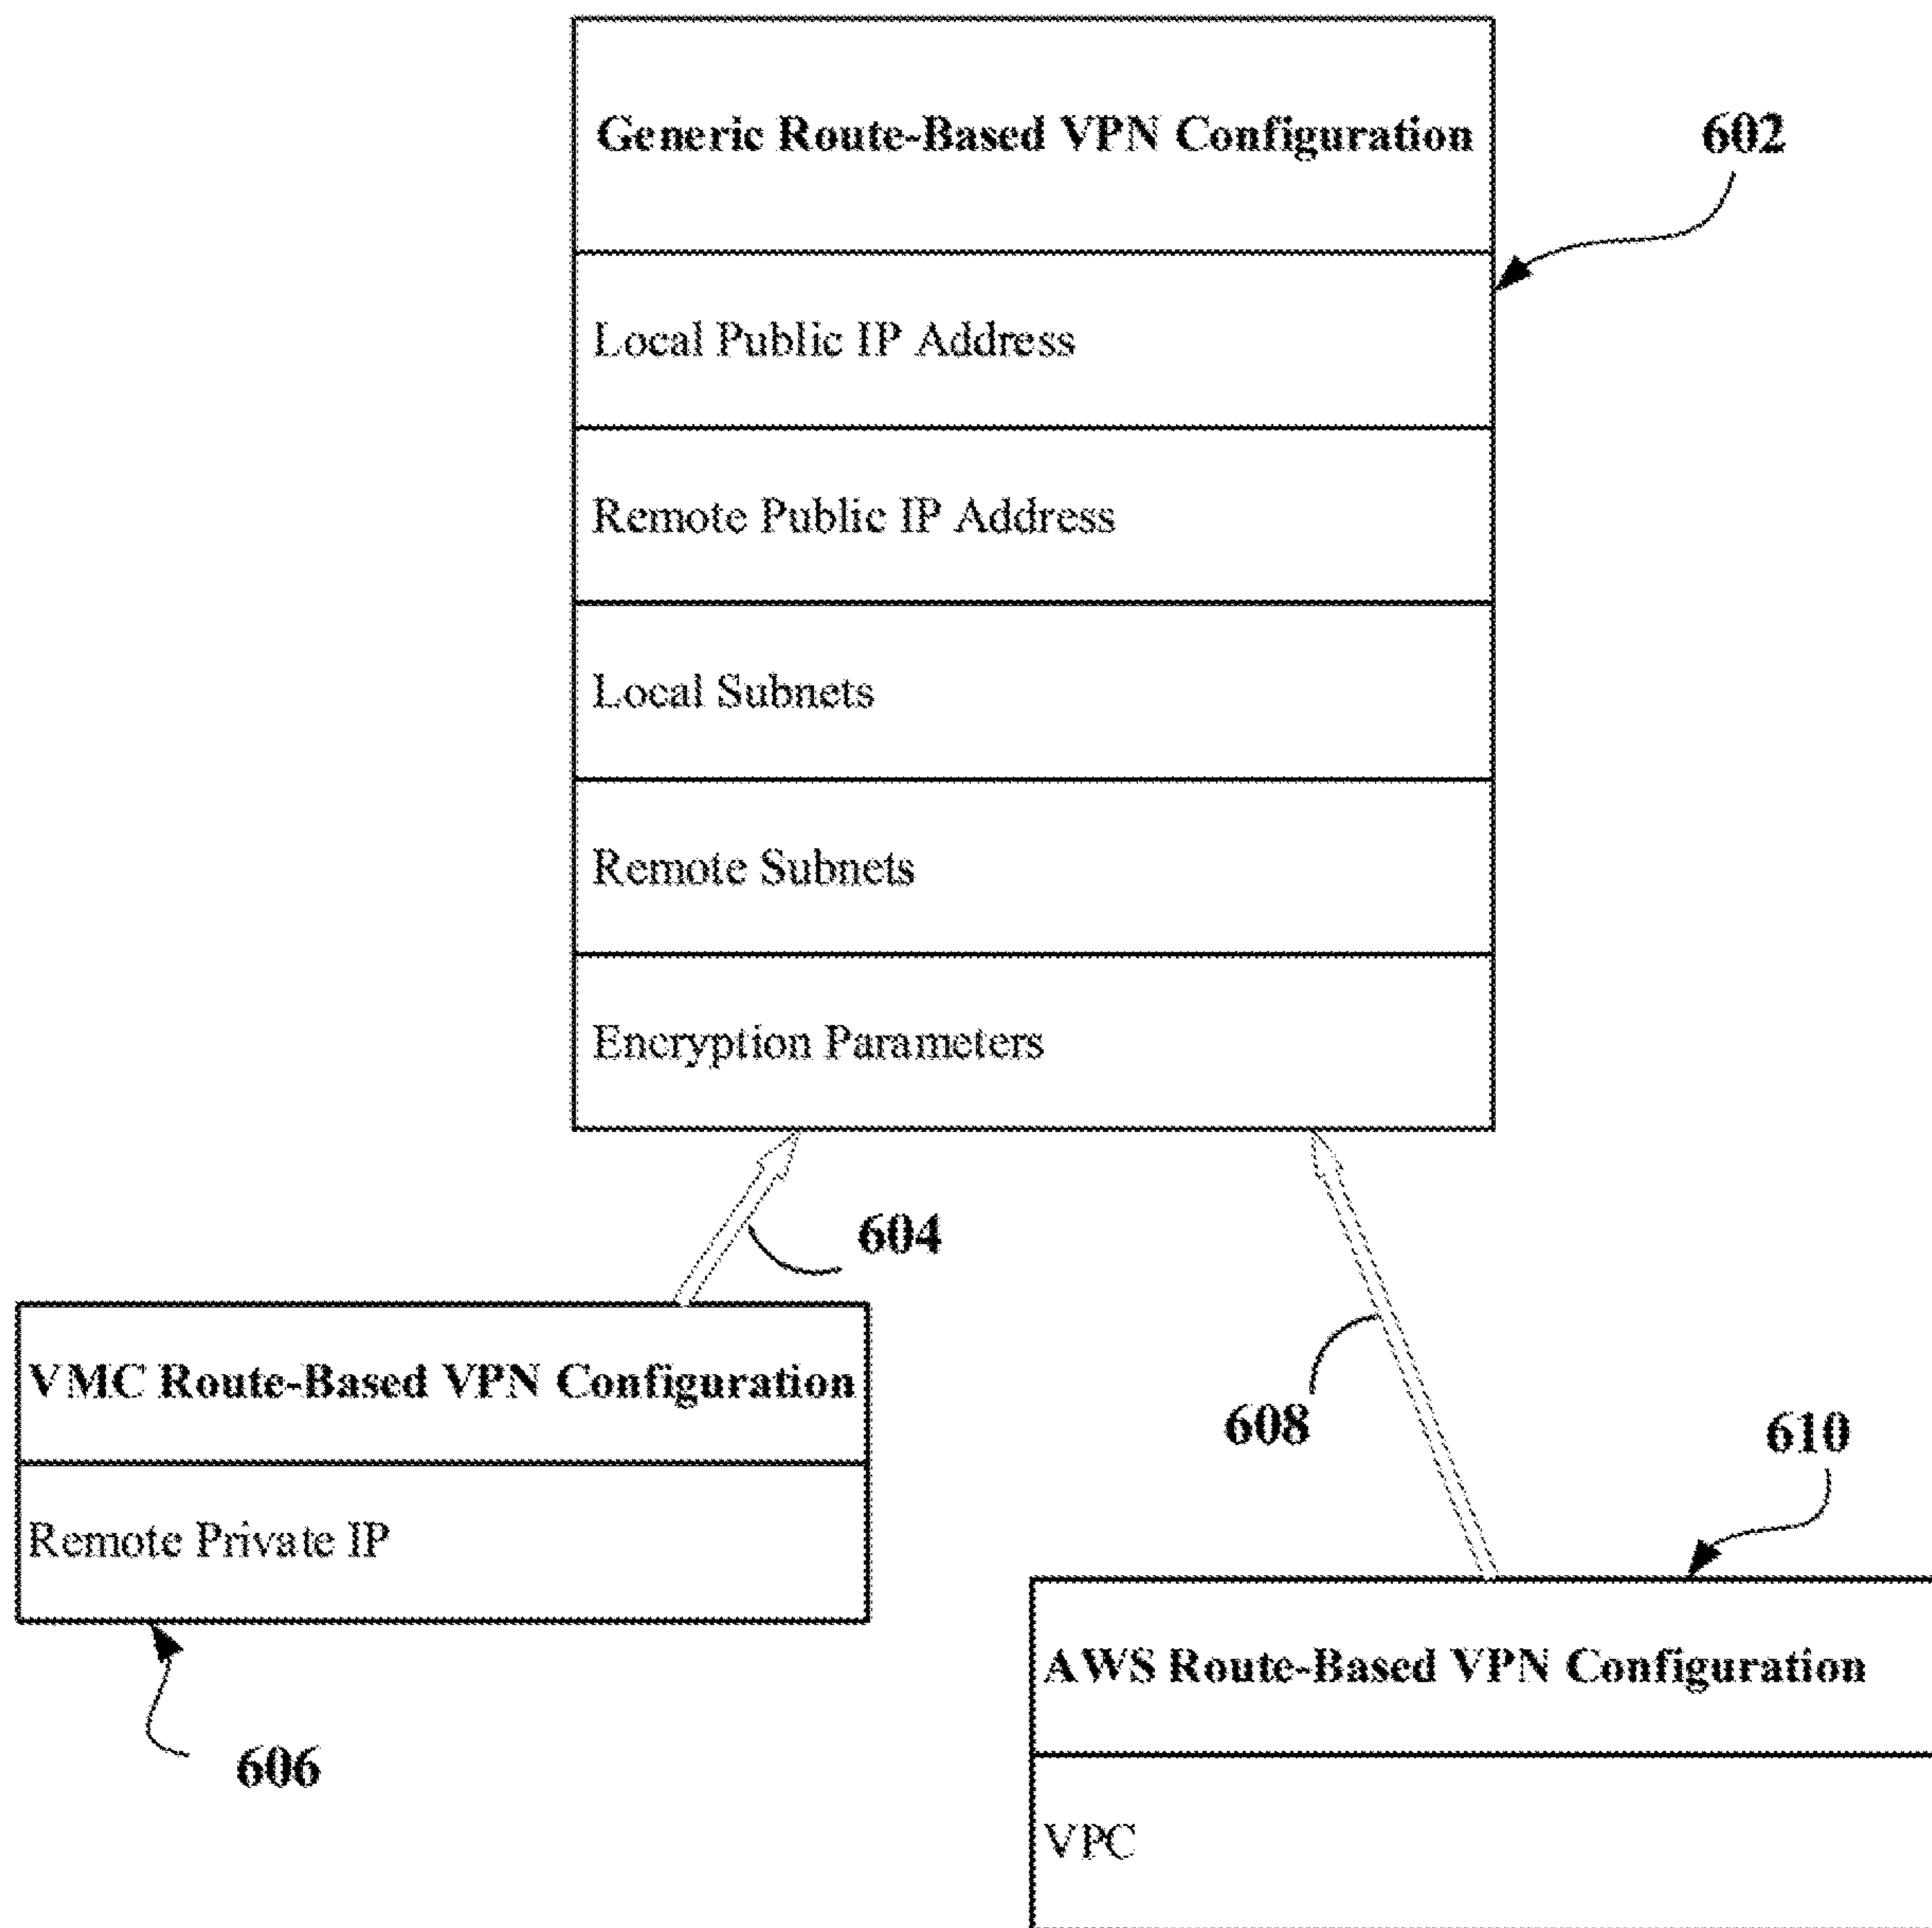 Generic Route-Based VPN Configuration
602
Local Public IP Address
Remote Public IP Address
Local Subnets
Remote Subnets
Encryption Parameters
604
VMC Route-Based VPN Configuration
Remote Private IP
606
608
610
AWS Route-Based VPN Configuration
VPC